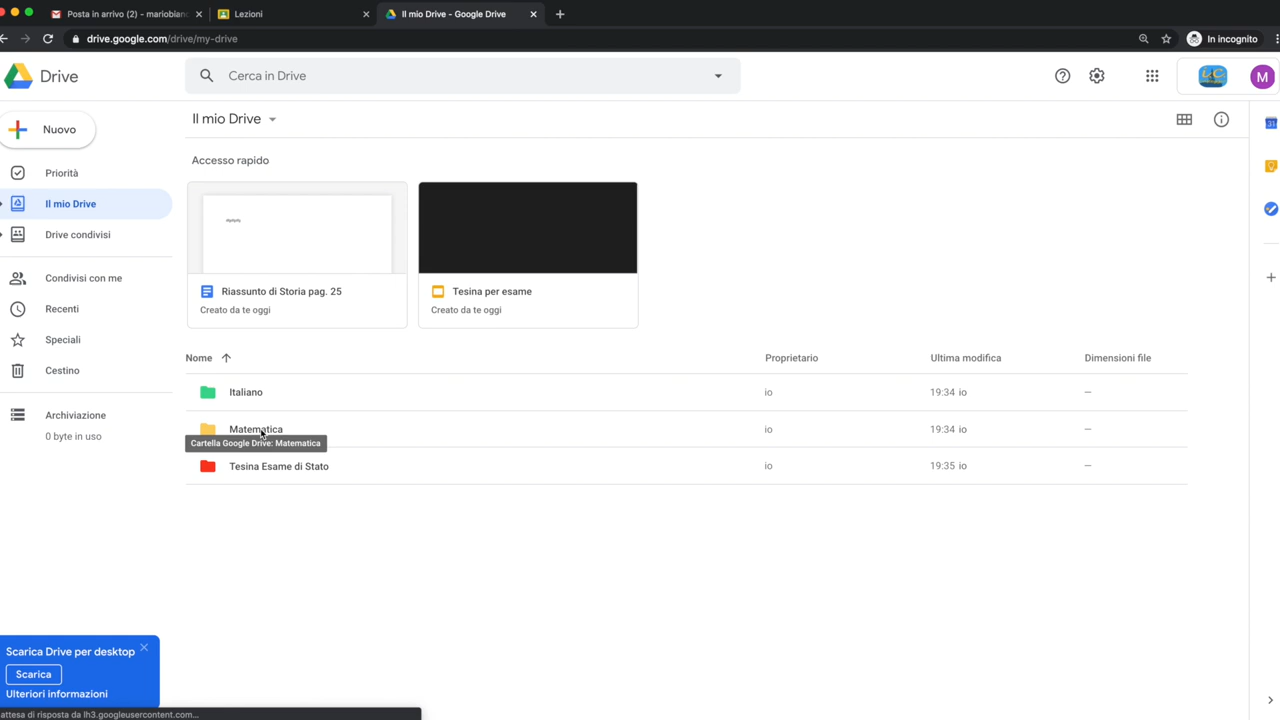 Posta in arrivo (2) - mariobian
Lezioni
Il mio Drive - Google Drive
drive.google.com/drive/my-drive
In incognito
Drive
Cerca in Drive
M
Nuovo
Il mio Drive
Priorità
Il mio Drive
Drive condivisi
Condivisi con me
Recenti
Speciali
Cestino
Archiviazione
0 byte in uso
Accesso rapido
Riassunto di Storia pag. 25
Creato da te oggi
Tesina per esame
Creato da te oggi
Nome Proprietario Ultima modifica Dimensioni file
Italiano io 19:34 io —
Matematica io 19:34 io —
Cartella Google Drive: Matematica
Tesina Esame di Stato io 19:35 io —
31
Scarica Drive per desktop
Scarica
Ulteriori informazioni
attesa di risposta da lh3.googleusercontent.com...